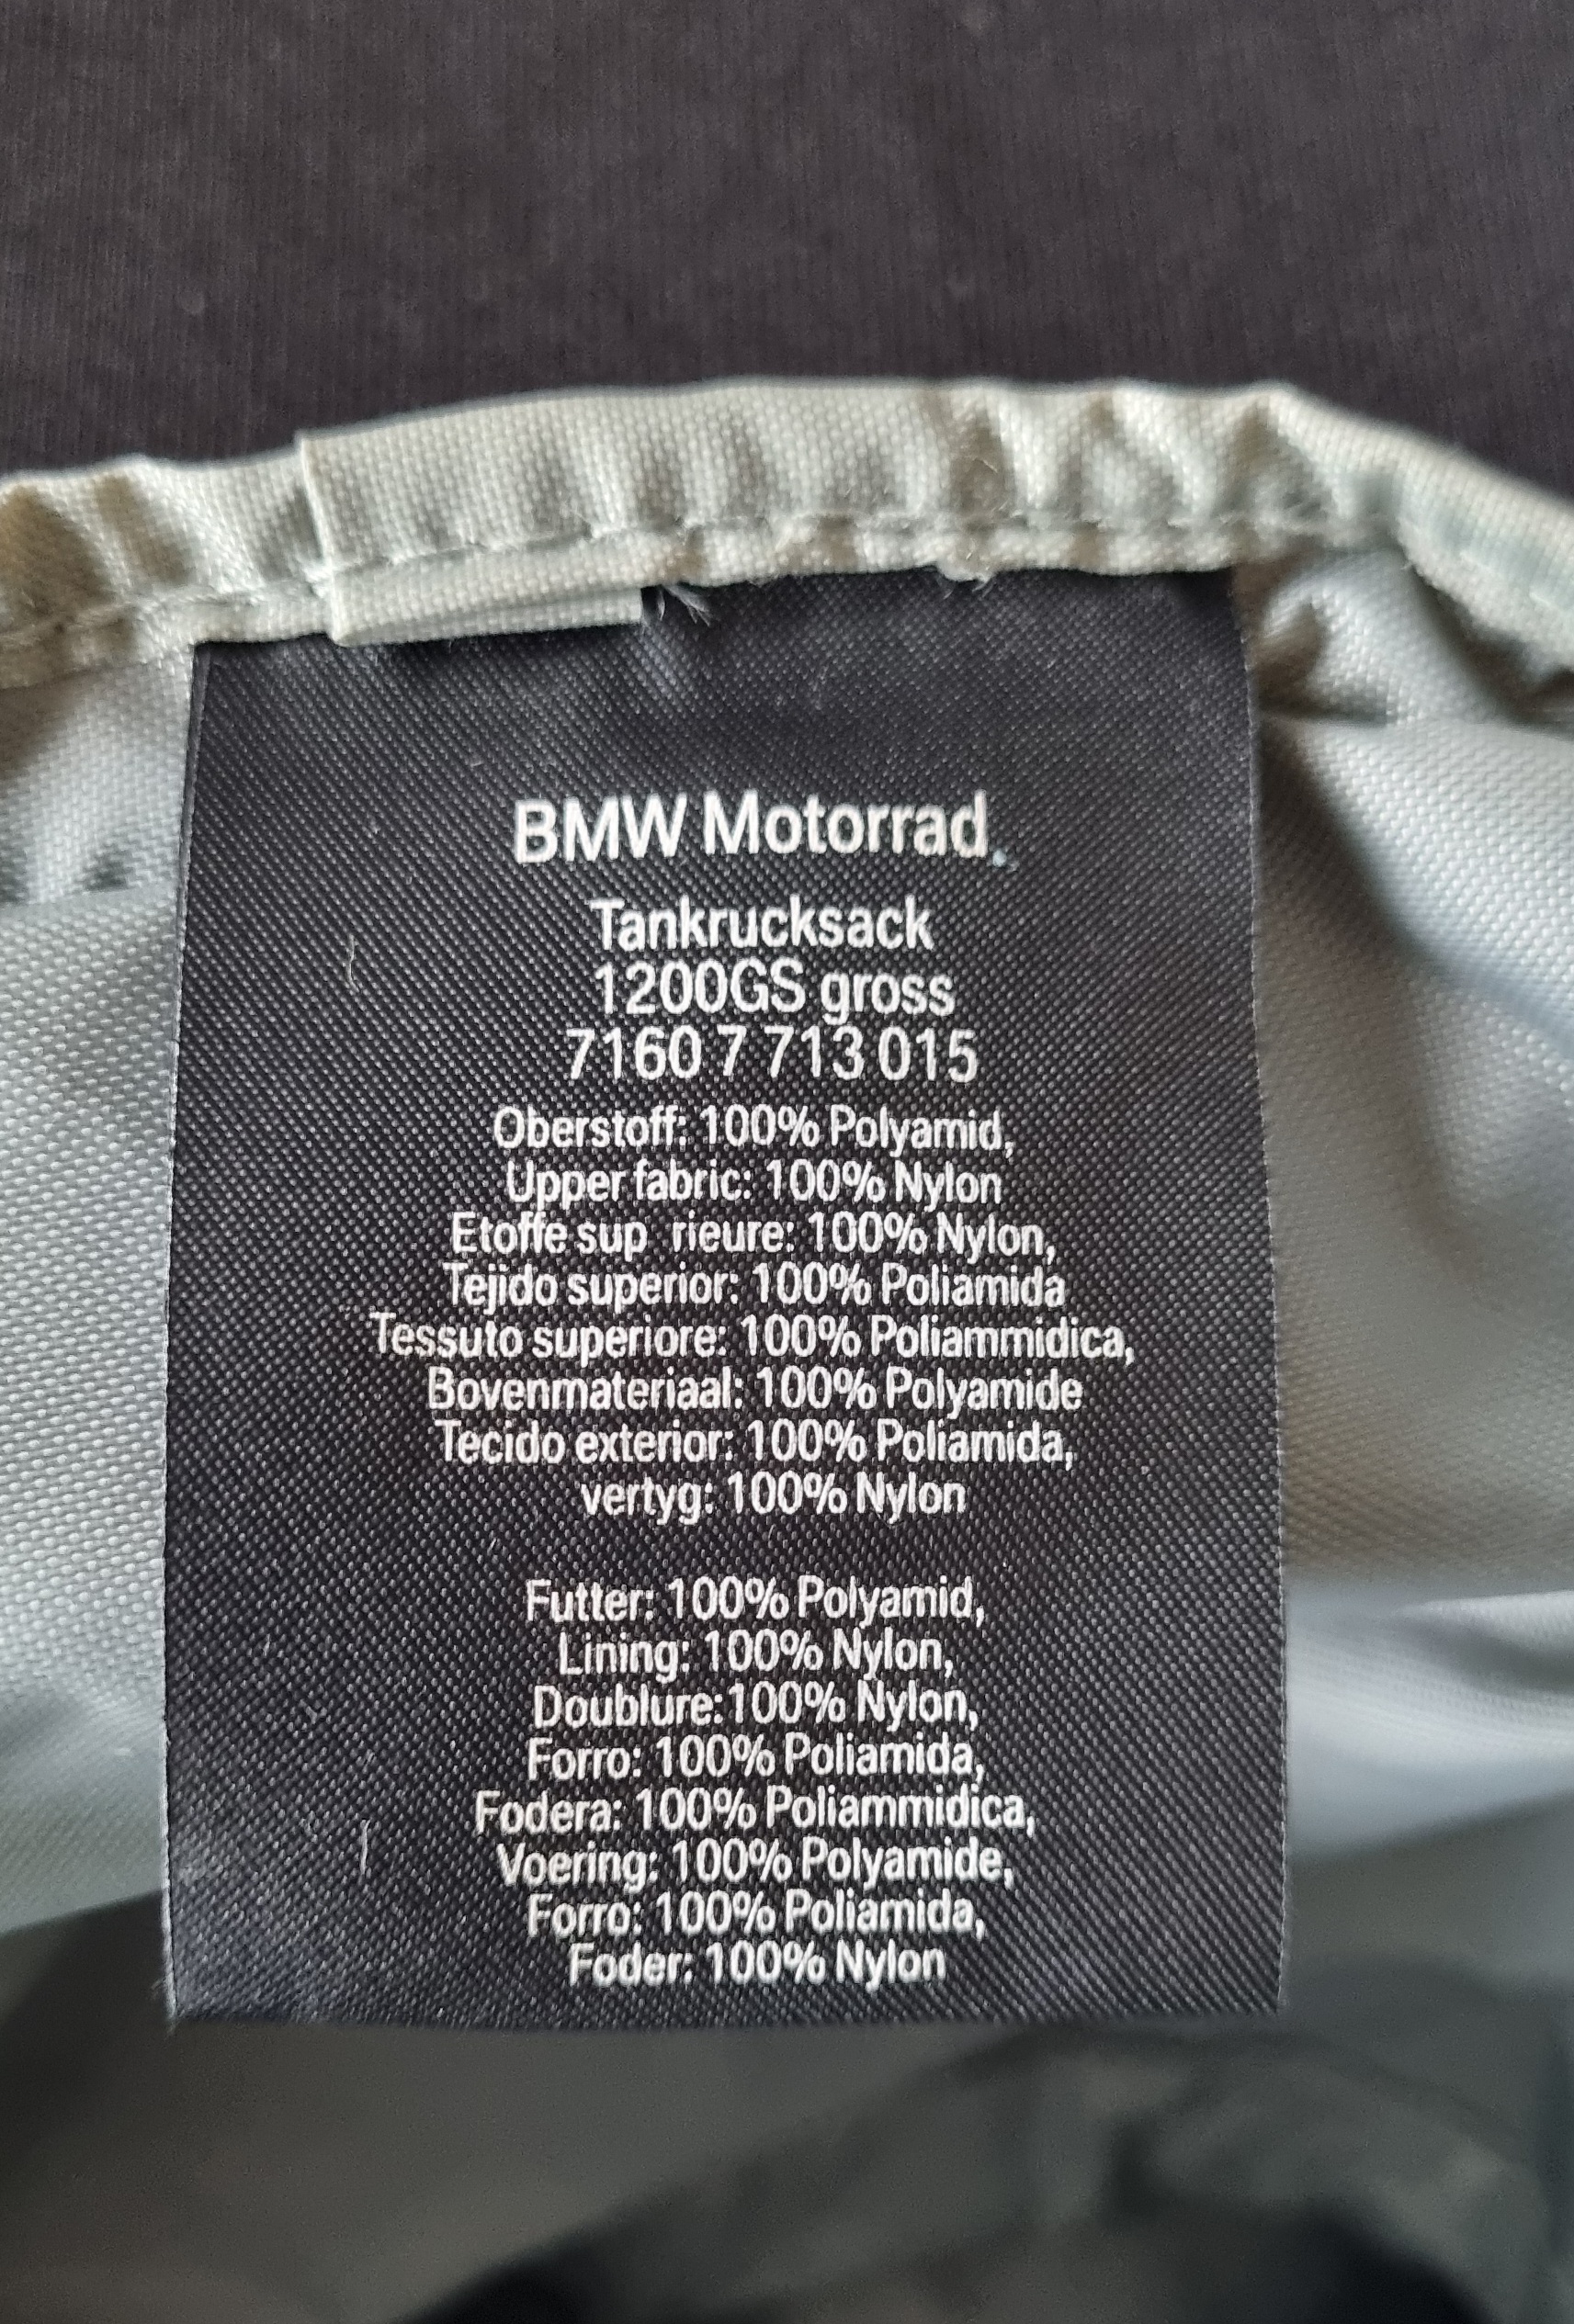 BMW Motorrad.
Tankrucksack
1200GS gross
7160 7 713 015
Oberstoff: 100% Polyamid,
Upper fabric: 100% Nylon
Etoffe sup rieure: 100% Nylon,
Tejido superior: 100% Poliamida
Tessuto superiore: 100% Poliammidica,
Bovenmateriaal: 100% Polyamide
Tecido exterior: 100% Poliamida,
vertyg: 100% Nylon
Futter: 100% Polyamid,
Lining: 100% Nylon,
Doublure:100% Nylon,
Forro: 100% Poliamida,
Fodera: 100% Poliammidica,
Voering: 100% Polyamide,
Forro: 100% Poliamida,
Foder: 100% Nylon